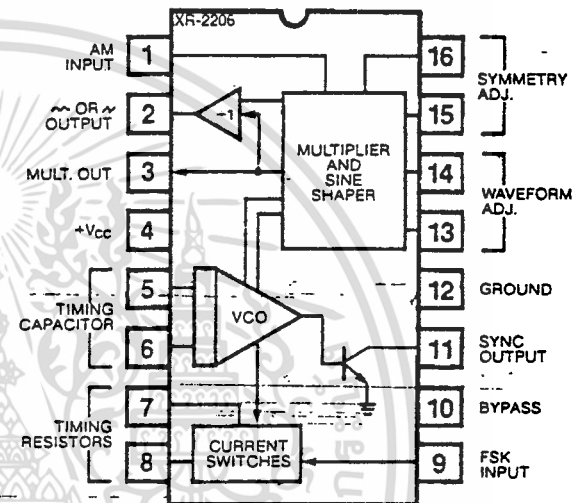 XR-2206
AM
INPUT
1
OR
OUTPUT
2
MULT. OUT
3
+Vcc
4
TIMING
CAPACITOR
5
6
TIMING
RESISTORS
7
8
-1
MULTIPLIER
AND
SINE
SHAPER
VCO
CURRENT
SWITCHES
16
15
SYMMETRY
ADJ.
14
13
WAVEFORM
ADJ.
12
GROUND
11
SYNC
OUTPUT
10
BYPASS
9
FSK
INPUT